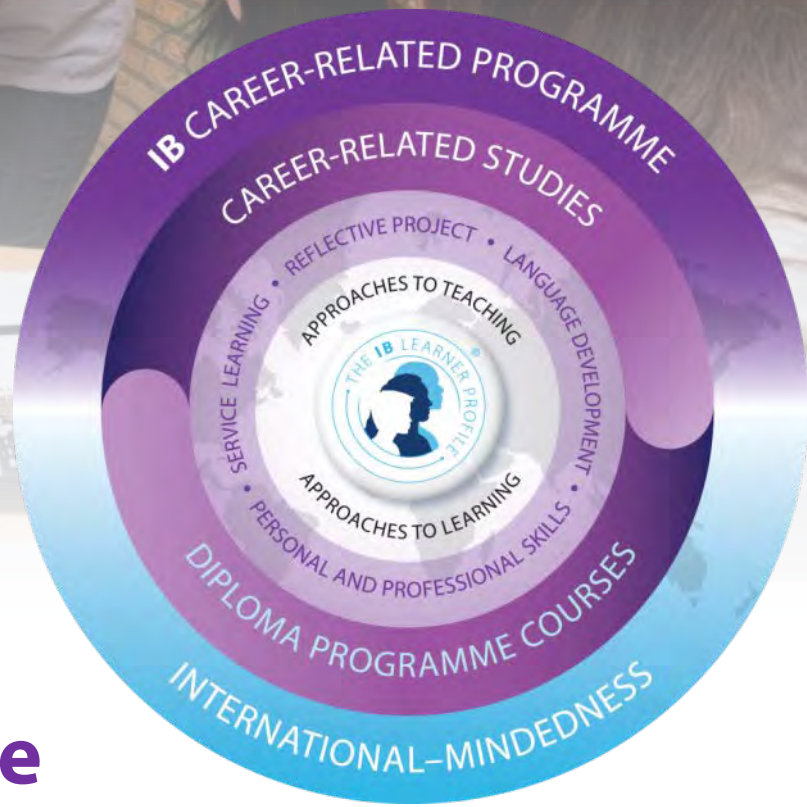 IB CAREER-RELATED PROGRAMME
CAREER-RELATED STUDIES
SERVICE LEARNING • REFLECTIVE PROJECT • LANGUAGE DEVELOPMENT • PERSONAL AND PROFESSIONAL SKILLS •
APPROACHES TO TEACHING
• THE IB LEARNER PROFILE •
®
APPROACHES TO LEARNING
DIPLOMA PROGRAMME COURSES
INTERNATIONAL–MINDEDNESS
e